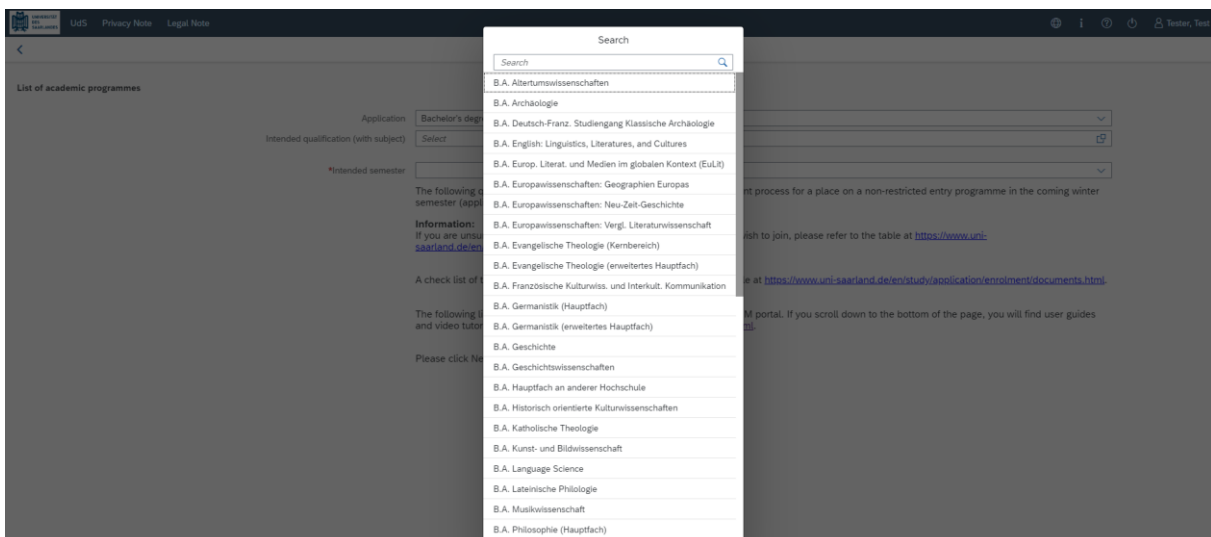 UNIVERSITÄT DES SAARLANDES
UdS Privacy Note Legal Note
Tester, Test
Search
Search
List of academic programmes
Application Bachelor's degr
Intended qualification (with subject) Select
*Intended semester
The following q nt process for a place on a non-restricted entry programme in the coming winter
semester (appl
Information:
If you are unsu ish to join, please refer to the table at https://www.uni-
saarland.de/en
A check list of t e at https://www.uni-saarland.de/en/study/application/enrolment/documents.html.
The following li M portal. If you scroll down to the bottom of the page, you will find user guides
and video tutor ml.
Please click Ne
B.A. Altertumswissenschaften
B.A. Archäologie
B.A. Deutsch-Franz. Studiengang Klassische Archäologie
B.A. English: Linguistics, Literatures, and Cultures
B.A. Europ. Literat. und Medien im globalen Kontext (EuLit)
B.A. Europawissenschaften: Geographien Europas
B.A. Europawissenschaften: Neu-Zeit-Geschichte
B.A. Europawissenschaften: Vergl. Literaturwissenschaft
B.A. Evangelische Theologie (Kernbereich)
B.A. Evangelische Theologie (erweitertes Hauptfach)
B.A. Französische Kulturwiss. und Interkult. Kommunikation
B.A. Germanistik (Hauptfach)
B.A. Germanistik (erweitertes Hauptfach)
B.A. Geschichte
B.A. Geschichtswissenschaften
B.A. Hauptfach an anderer Hochschule
B.A. Historisch orientierte Kulturwissenschaften
B.A. Katholische Theologie
B.A. Kunst- und Bildwissenschaft
B.A. Language Science
B.A. Lateinische Philologie
B.A. Musikwissenschaft
B.A. Philosophie (Hauptfach)